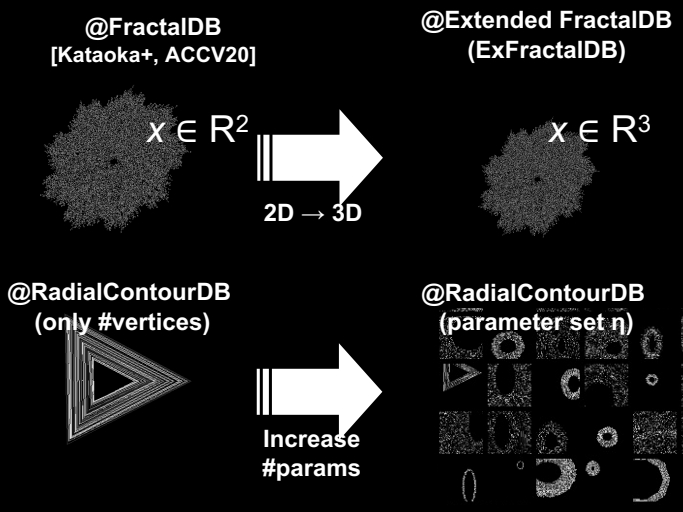 @FractalDB
[Kataoka+, ACCV20]
@Extended FractalDB
(ExFractalDB)
x ∈ R²
x ∈ R³
2D → 3D
@RadialContourDB
(only #vertices)
@RadialContourDB
(parameter set η)
Increase
#params